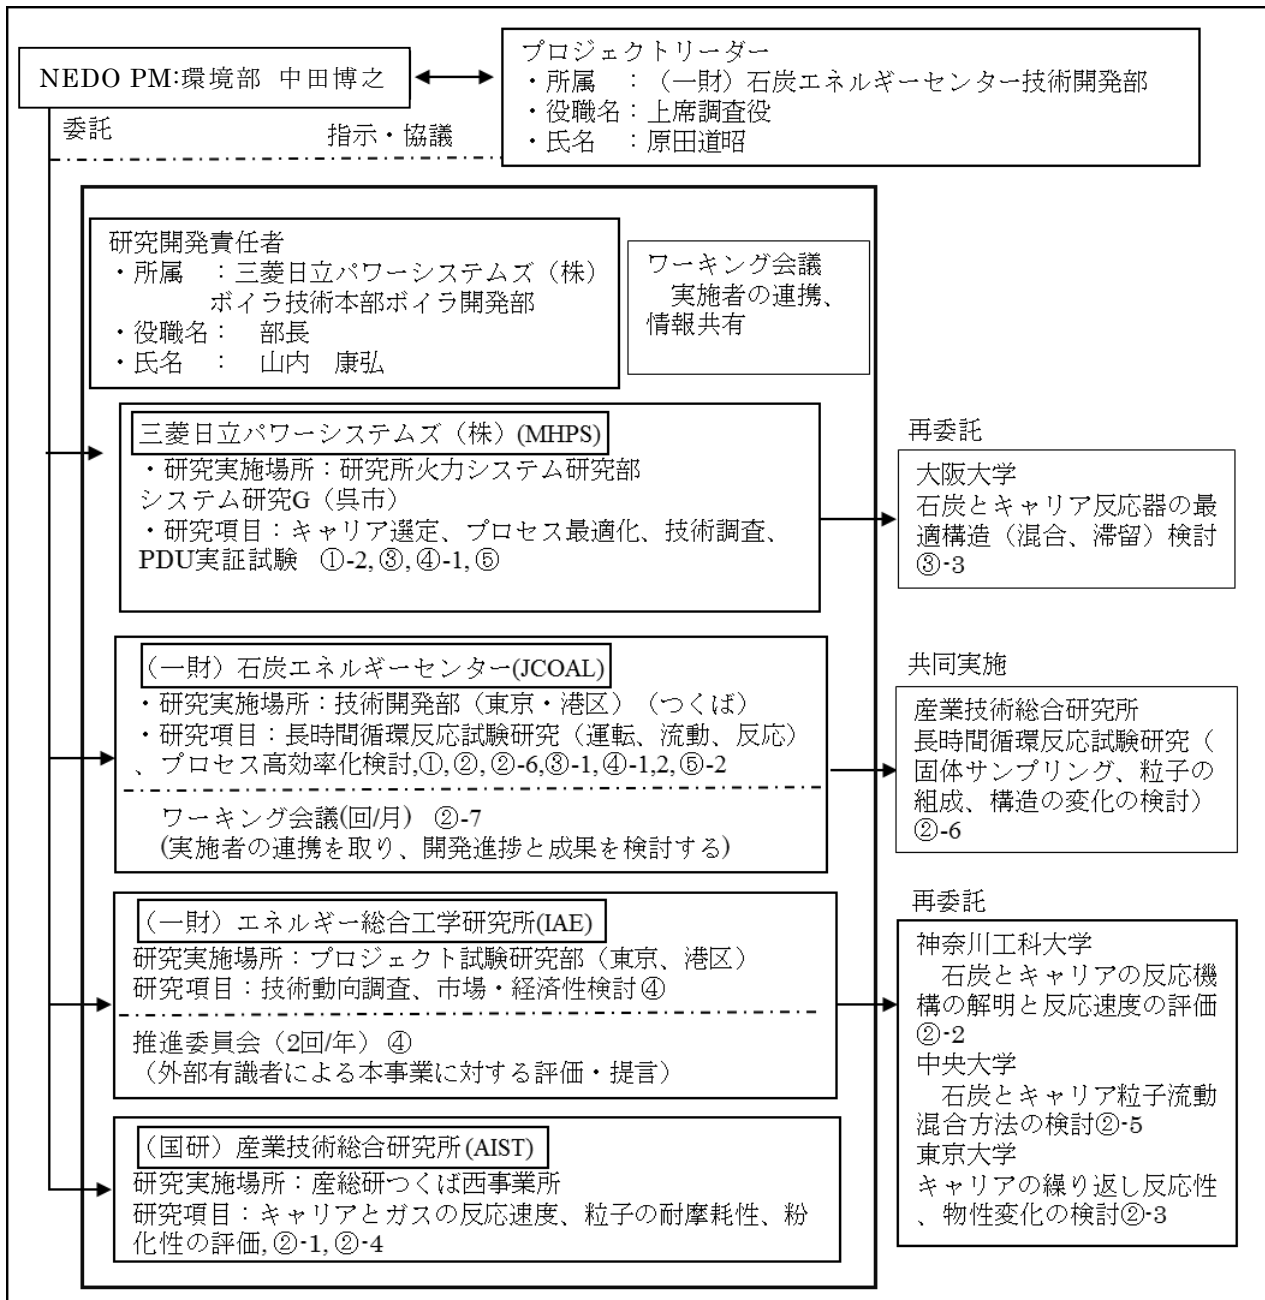 NEDO PM:環境部 中田博之
プロジェクトリーダー
・所属 :（一財）石炭エネルギーセンター技術開発部
・役職名：上席調査役
・氏名 ：原田道昭
委託
指示・協議
研究開発責任者
・所属 ：三菱日立パワーシステムズ（株）
ボイラ技術本部ボイラ開発部
・役職名： 部長
・氏名 ： 山内 康弘
ワーキング会議
実施者の連携、
情報共有
三菱日立パワーシステムズ（株）(MHPS)
・研究実施場所：研究所火力システム研究部
システム研究G（呉市）
・研究項目：キャリア選定、プロセス最適化、技術調査、
PDU実証試験 ①-2, ③, ④-1, ⑤
再委託
大阪大学
石炭とキャリア反応器の最
適構造（混合、滞留）検討
③-3
（一財）石炭エネルギーセンター(JCOAL)
・研究実施場所：技術開発部（東京・港区）（つくば）
・研究項目：長時間循環反応試験研究（運転、流動、反応）
、プロセス高効率化検討,①, ②, ②-6,③-1, ④-1,2, ⑤-2
ワーキング会議(回/月) ②-7
(実施者の連携を取り、開発進捗と成果を検討する)
共同実施
産業技術総合研究所
長時間循環反応試験研究（
固体サンプリング、粒子の
組成、構造の変化の検討）
②-6
（一財）エネルギー総合工学研究所(IAE)
研究実施場所：プロジェクト試験研究部（東京、港区）
研究項目：技術動向調査、市場・経済性検討④
推進委員会（2回/年）④
（外部有識者による本事業に対する評価・提言）
再委託
神奈川工科大学
石炭とキャリアの反応機
構の解明と反応速度の評価
②-2
中央大学
石炭とキャリア粒子流動
混合方法の検討②-5
東京大学
キャリアの繰り返し反応性
、物性変化の検討②-3
（国研）産業技術総合研究所(AIST)
研究実施場所：産総研つくば西事業所
研究項目：キャリアとガスの反応速度、粒子の耐摩耗性、粉
化性の評価, ②-1, ②-4